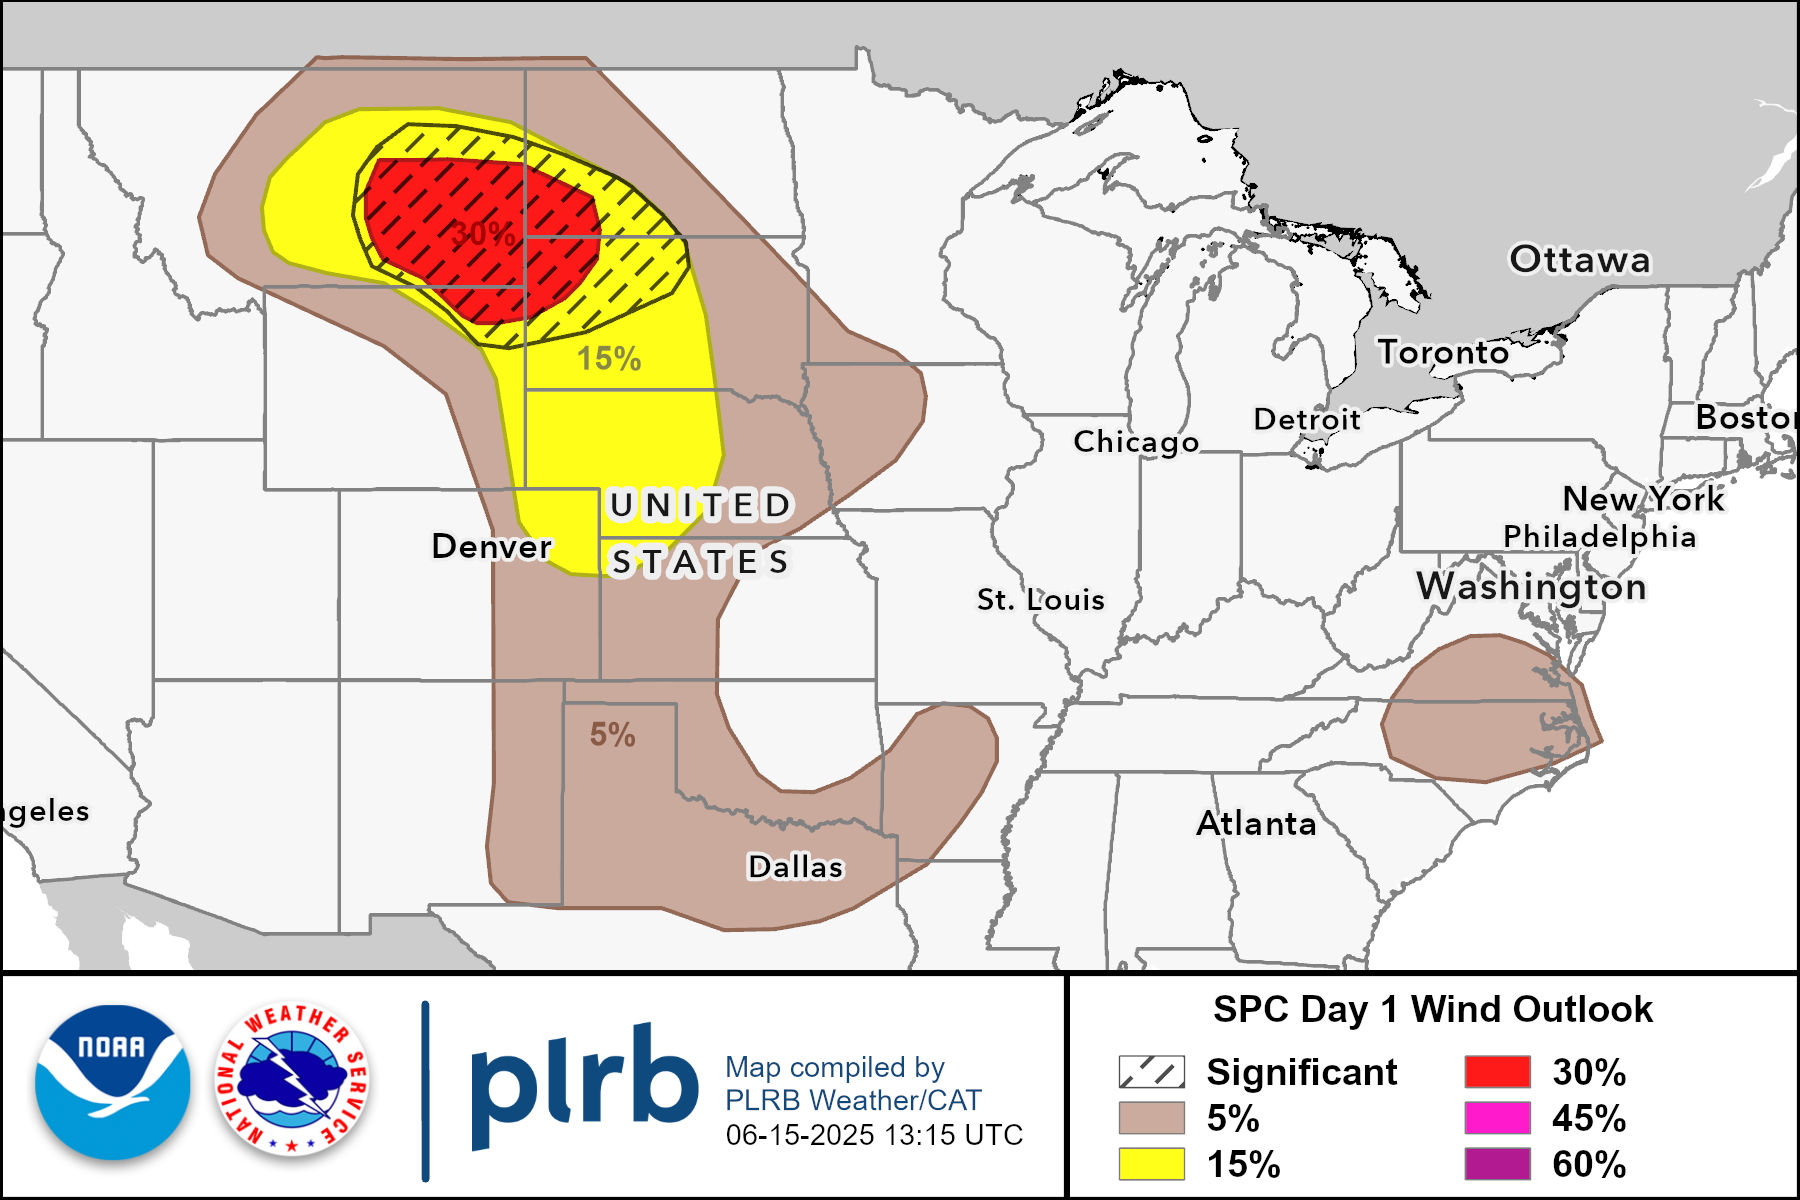 30%
Ottawa
15%
Toronto
Detroit
Boston
Chicago
UNITED
STATES
New York
Denver
Philadelphia
Washington
St. Louis
5%
ngeles
Atlanta
Dallas
NOAA
NATIONAL WEATHER SERVICE
plrb
Map compiled by
PLRB Weather/CAT
06-15-2025 13:15 UTC
SPC Day 1 Wind Outlook
Significant
5%
15%
30%
45%
60%